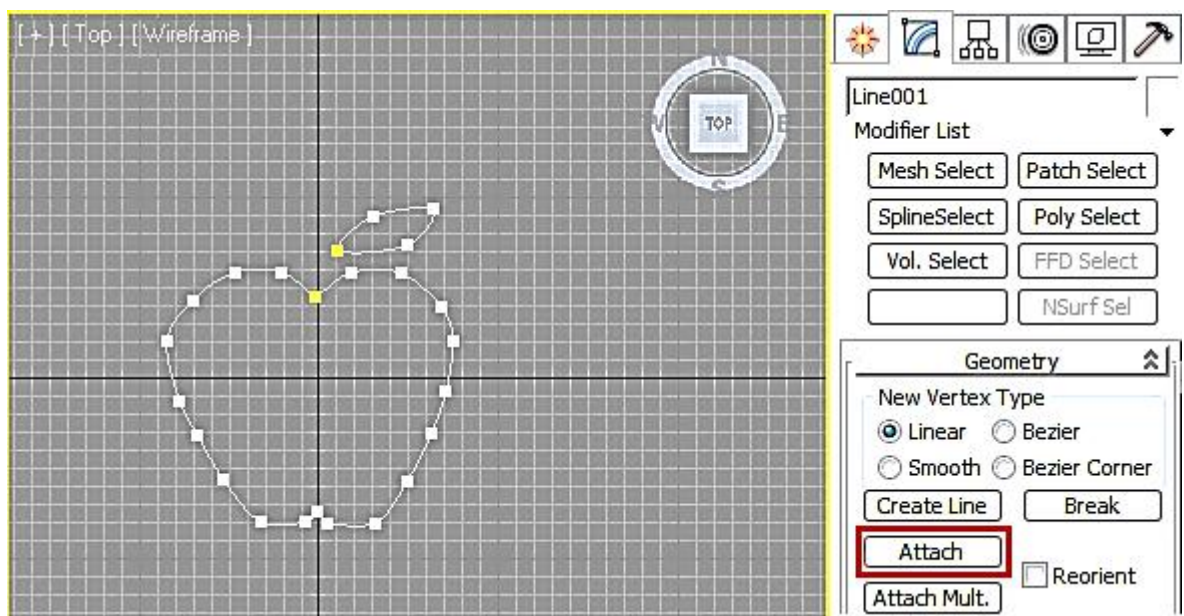 [ + ] [ Top ] [ Wireframe ]
N
TOP
E
S
Line001
Modifier List
Mesh Select
Patch Select
SplineSelect
Poly Select
Vol. Select
FFD Select
NSurf Sel
Geometry
New Vertex Type
Linear
Bezier
Smooth
Bezier Corner
Create Line
Break
Attach
Reorient
Attach Mult.